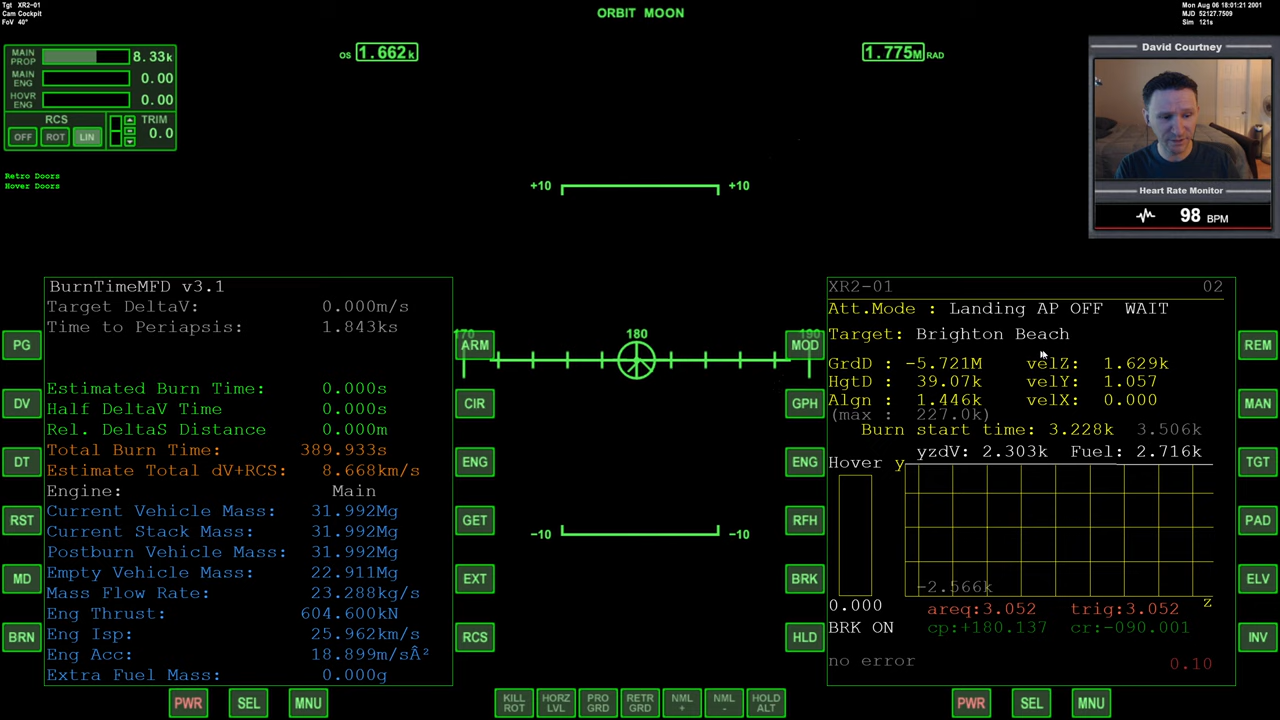 Tgt XR2-01
Cam Cockpit
FoV 40°
ORBIT MOON
Mon Aug 06 18:01:21 2001
MJD 52127.7509
Sim 121s
MAIN PROP 8.33k
MAIN ENG 0.00
HOVR ENG 0.00
RCS TRIM
OFF ROT LIN 0.0
Retro Doors
Hover Doors
OS 1.662k
1.775M RAD
David Courtney
Heart Rate Monitor
98 BPM
+10 +10
170 180 190
-10 -10
BurnTimeMFD v3.1
Target DeltaV: 0.000m/s
Time to Periapsis: 1.843ks
Estimated Burn Time: 0.000s
Half DeltaV Time 0.000s
Rel. DeltaS Distance 0.000m
Total Burn Time: 389.933s
Estimate Total dV+RCS: 8.668km/s
Engine: Main
Current Vehicle Mass: 31.992Mg
Current Stack Mass: 31.992Mg
Postburn Vehicle Mass: 31.992Mg
Empty Vehicle Mass: 22.911Mg
Mass Flow Rate: 23.288kg/s
Eng Thrust: 604.600kN
Eng Isp: 25.962km/s
Eng Acc: 18.899m/sÂ²
Extra Fuel Mass: 0.000g
PG
DV
DT
RST
MD
BRN
ARM
CIR
ENG
GET
EXT
RCS
PWR SEL MNU
KILL ROT
HORZ LVL
PRO GRD
RETR GRD
NML +
NML -
HOLD ALT
MOD
GPH
ENG
RFH
BRK
HLD
XR2-01 02
Att.Mode : Landing AP OFF WAIT
Target: Brighton Beach
GrdD : -5.721M velZ: 1.629k
HgtD : 39.07k velY: 1.057
Algn : 1.446k velX: 0.000
(max : 227.0k)
Burn start time: 3.228k 3.506k
yzdV: 2.303k Fuel: 2.716k
Hover y
-2.566k
z
0.000 areq:3.052 trig:3.052
BRK ON cp:+180.137 cr:-090.001
no error 0.10
REM
MAN
TGT
PAD
ELV
INV
PWR SEL MNU